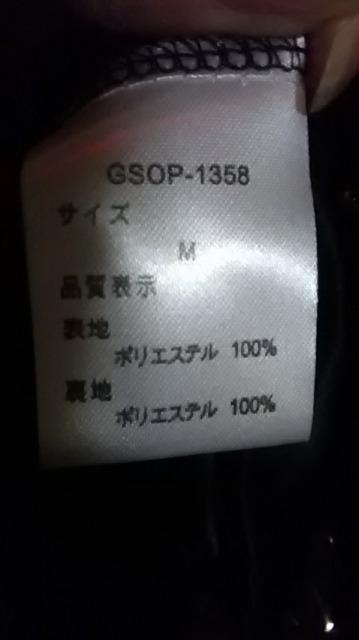 GSOP-1358
サイズ
M
品質表示
表地
ポリエステル 100%
裏地
ポリエステル 100%